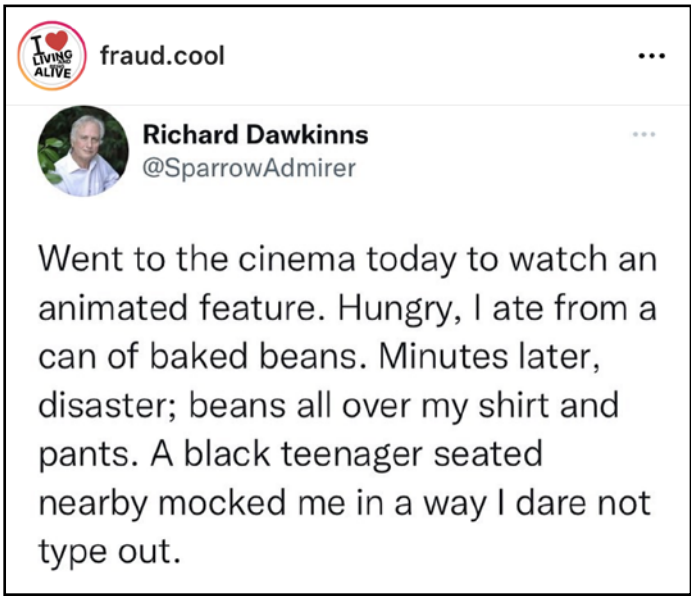 I
LIVING
ALIVE
fraud.cool
Richard Dawkinns
@SparrowAdmirer
Went to the cinema today to watch an
animated feature. Hungry, I ate from a
can of baked beans. Minutes later,
disaster; beans all over my shirt and
pants. A black teenager seated
nearby mocked me in a way I dare not
type out.